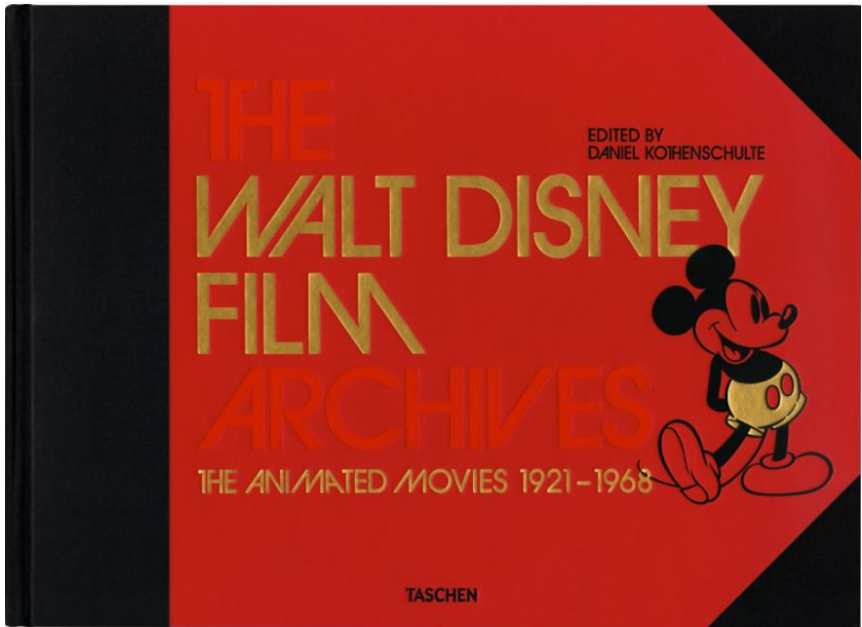 THE
EDITED BY
DANIEL KOTHENSCHULTE
WALT DISNEY
FILM
ARCHIVES
THE ANIMATED MOVIES 1921–1968
TASCHEN